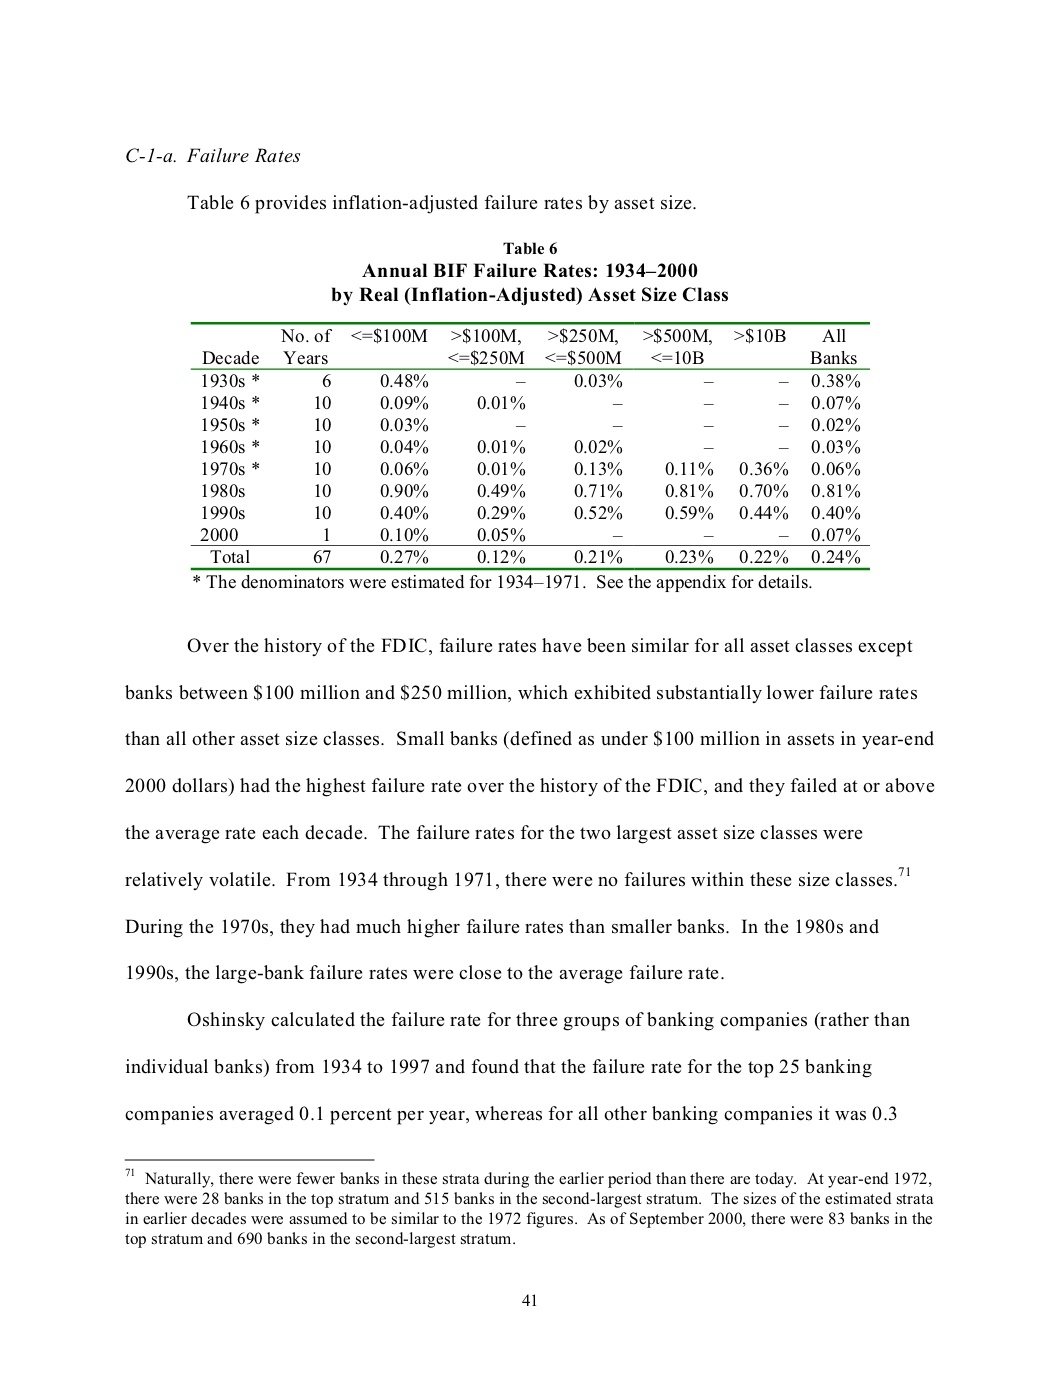 C-1-a. Failure Rates
Table 6 provides inflation-adjusted failure rates by asset size.
Table 6
Annual BIF Failure Rates: 1934–2000
by Real (Inflation-Adjusted) Asset Size Class
No. of <=$100M >$100M, >$250M, >$500M, >$10B All
Decade Years <=$250M <=$500M <=10B Banks
1930s * 6 0.48% – 0.03% – – 0.38%
1940s * 10 0.09% 0.01% – – – 0.07%
1950s * 10 0.03% – – – – 0.02%
1960s * 10 0.04% 0.01% 0.02% – – 0.03%
1970s * 10 0.06% 0.01% 0.13% 0.11% 0.36% 0.06%
1980s 10 0.90% 0.49% 0.71% 0.81% 0.70% 0.81%
1990s 10 0.40% 0.29% 0.52% 0.59% 0.44% 0.40%
2000 1 0.10% 0.05% – – – 0.07%
Total 67 0.27% 0.12% 0.21% 0.23% 0.22% 0.24%
* The denominators were estimated for 1934–1971. See the appendix for details.
Over the history of the FDIC, failure rates have been similar for all asset classes except
banks between $100 million and $250 million, which exhibited substantially lower failure rates
than all other asset size classes. Small banks (defined as under $100 million in assets in year-end
2000 dollars) had the highest failure rate over the history of the FDIC, and they failed at or above
the average rate each decade. The failure rates for the two largest asset size classes were
relatively volatile. From 1934 through 1971, there were no failures within these size classes.71
During the 1970s, they had much higher failure rates than smaller banks. In the 1980s and
1990s, the large-bank failure rates were close to the average failure rate.
Oshinsky calculated the failure rate for three groups of banking companies (rather than
individual banks) from 1934 to 1997 and found that the failure rate for the top 25 banking
companies averaged 0.1 percent per year, whereas for all other banking companies it was 0.3
71 Naturally, there were fewer banks in these strata during the earlier period than there are today. At year-end 1972,
there were 28 banks in the top stratum and 515 banks in the second-largest stratum. The sizes of the estimated strata
in earlier decades were assumed to be similar to the 1972 figures. As of September 2000, there were 83 banks in the
top stratum and 690 banks in the second-largest stratum.
41